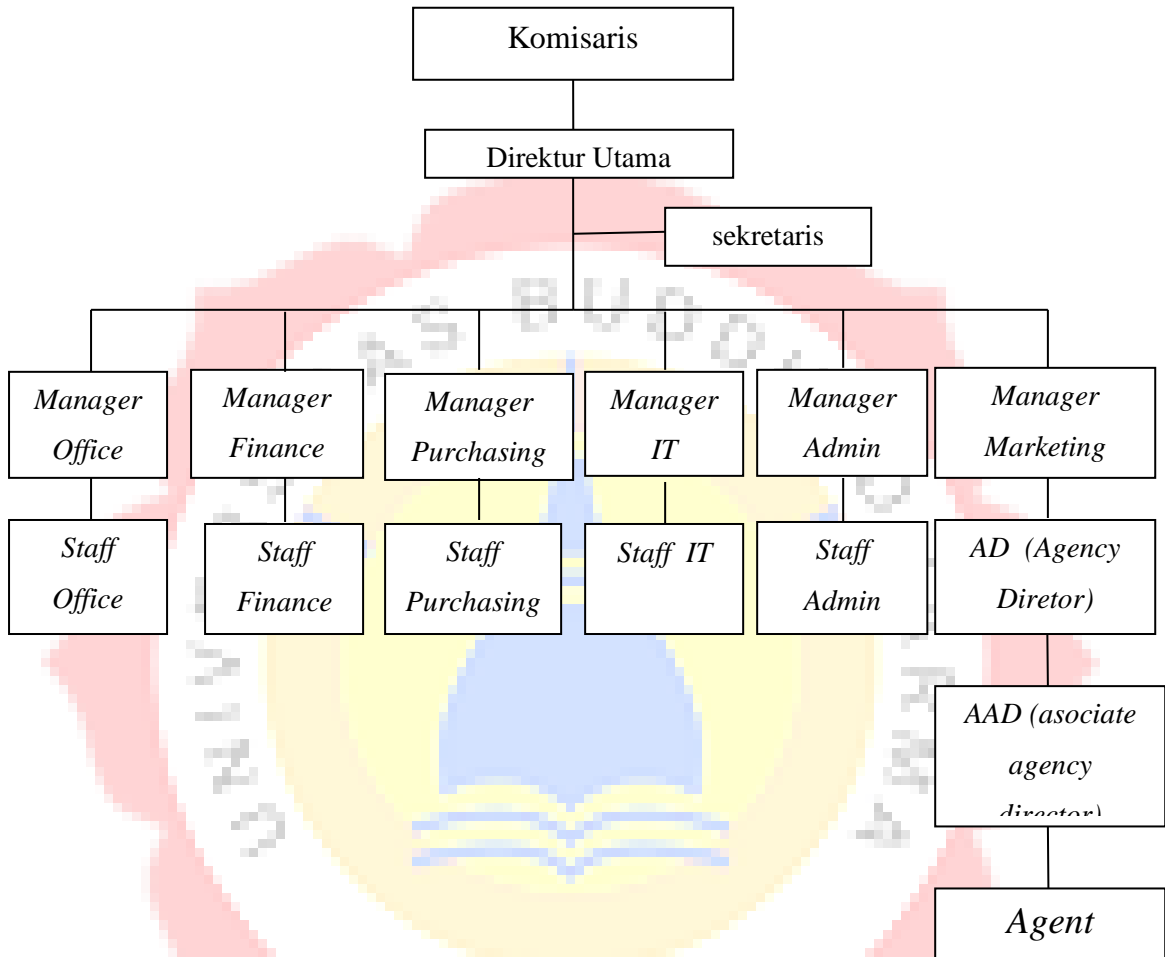 Komisaris
Direktur Utama
sekretaris
Manager
Office
Manager
Finance
Manager
Purchasing
Manager
IT
Manager
Admin
Manager
Marketing
Staff
Office
Staff
Finance
Staff
Purchasing
Staff IT
Staff
Admin
AD (Agency
Diretor)
AAD (asociate
agency
director)
Agent